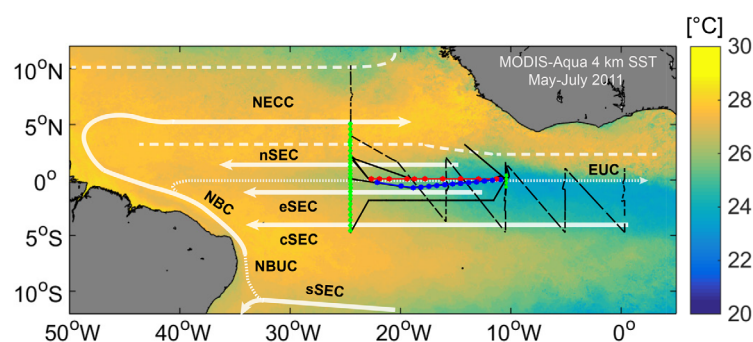 [°C]
MODIS-Aqua 4 km SST
May-July 2011
10°N
5°N
0°
5°S
10°S
NECC
nSEC
EUC
NBC
eSEC
cSEC
NBUC
sSEC
50°W
40°W
30°W
20°W
10°W
0°
30
28
26
24
22
20